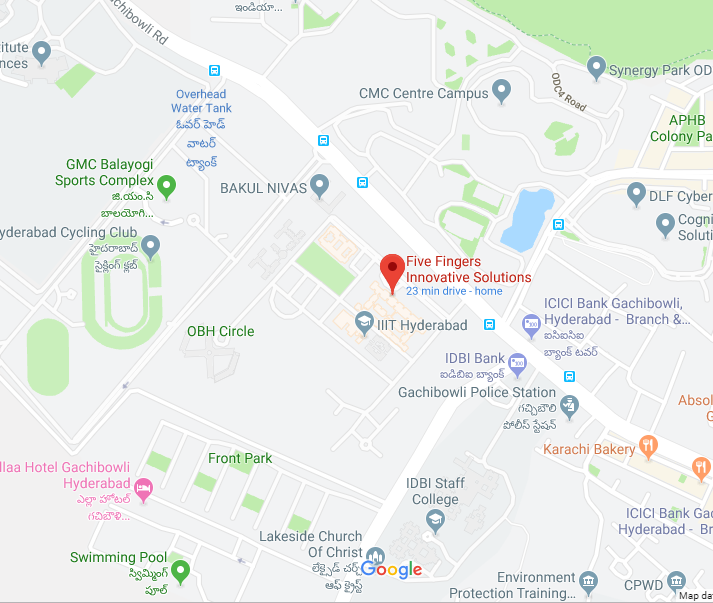 ఇండియా...
chibowli Rd
titute
nces
Synergy Park OD
ODC4 Road
CMC Centre Campus
Overhead
Water Tank
ఓవర్ హెడ్
వాటర్
ట్యాంక్
APHB
Colony Pa
GMC Balayogi
Sports Complex
జి.యం.సి
బాలయోగి...
BAKUL NIVAS
DLF Cyber
Cogni
Soluti
yderabad Cycling Club
హైదరాబాద్
సైక్లింగ్ క్లబ్
Five Fingers
Innovative Solutions
23 min drive - home
ICICI Bank Gachibowli,
Hyderabad - Branch &...
ఐసిఐసిఐ
బ్యాంక్ టవర్
IIIT Hyderabad
OBH Circle
IDBI Bank
ఐడిబిఐ బ్యాంక్
Gachibowli Police Station
గచ్చిబౌలి
పోలీస్ స్టేషన్
Absol
G
Karachi Bakery
Front Park
llaa Hotel Gachibowli
Hyderabad
ఎల్లా హోటల్
గచిబౌలి...
IDBI Staff
College
ICICI Bank Gac
Hyderabad - Br
Lakeside Church
Of Christ
లేక్సైడ్ చర్చ్
ఆఫ్ క్రైస్ట్
Swimming Pool
స్విమ్మింగ్
పూల్
Google
Environment
Protection Training...
CPWD
Map da